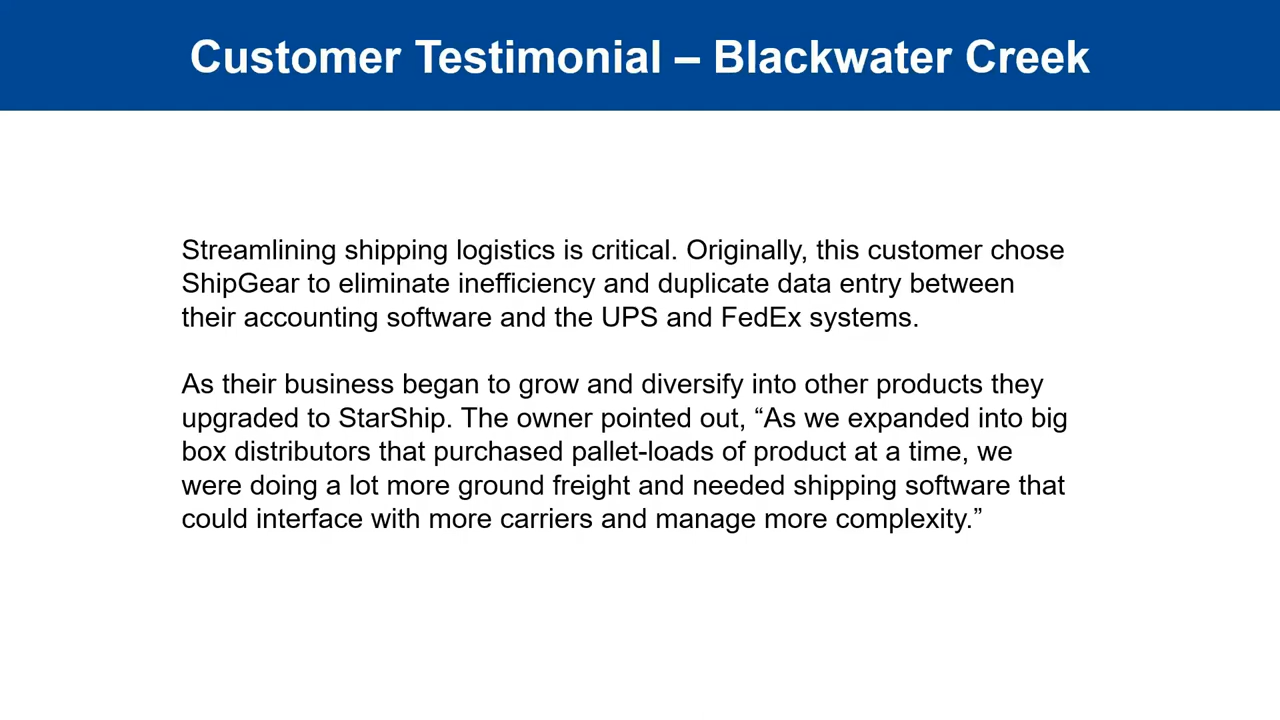 Customer Testimonial – Blackwater Creek
Streamlining shipping logistics is critical. Originally, this customer chose
ShipGear to eliminate inefficiency and duplicate data entry between
their accounting software and the UPS and FedEx systems.
As their business began to grow and diversify into other products they
upgraded to StarShip. The owner pointed out, “As we expanded into big
box distributors that purchased pallet-loads of product at a time, we
were doing a lot more ground freight and needed shipping software that
could interface with more carriers and manage more complexity.”